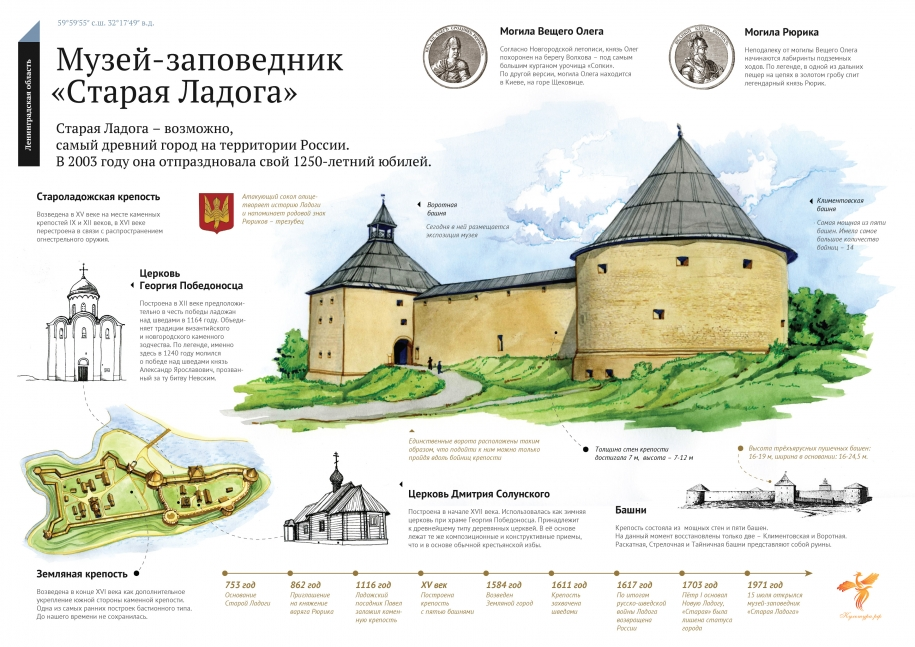 59°59'55" с.ш. 32°17'49" в.д.
Ленинградская область
Музей-заповедник
«Старая Ладога»
Старая Ладога – возможно,
самый древний город на территории России.
В 2003 году она отпраздновала свой 1250-летний юбилей.
Могила Вещего Олега
Согласно Новгородской летописи, князь Олег
похоронен на берегу Волхова – под самым
большим курганом урочища «Сопки».
По другой версии, могила Олега находится
в Киеве, на горе Щековице.
Могила Рюрика
Неподалеку от могилы Вещего Олега
начинаются лабиринты подземных
ходов. По легенде, в одной из дальних
пещер на цепях в золотом гробу спит
легендарный князь Рюрик.
Староладожская крепость
Возведена в XV веке на месте каменных
крепостей IX и XII веков, в XVI веке
перестроена в связи с распространением
огнестрельного оружия.
Атакующий сокол олице-
творяет историю Ладоги
и напоминает родовой знак
Рюриков – трезубец
Воротная
башня
Сегодня в ней размещается
экспозиция музея
Климентовская
башня
Самая мощная из пяти
башен. Имела самое
большое количество
бойниц – 14
Церковь
Георгия Победоносца
Построена в XII веке предположи-
тельно в честь победы ладожан
над шведами в 1164 году. Объеди-
няет традиции византийского
и новгородского каменного
зодчества. По легенде, именно
здесь в 1240 году молился
о победе над шведами князь
Александр Ярославович, прозван-
ный за ту битву Невским.
Единственные ворота расположены таким
образом, что подойти к ним можно только
пройдя вдоль бойниц крепости
Толщина стен крепости
достигала 7 м, высота – 7-12 м
Высота трёхъярусных пушечных башен:
16-19 м, ширина в основании: 16-24,5 м.
Церковь Дмитрия Солунского
Построена в начале XVII века. Использовалась как зимняя
церковь при храме Георгия Победоносца. Принадлежит
к древнейшему типу деревянных церквей. В её основе
лежат те же композиционные и конструктивные приемы,
что и в основе обычной крестьянской избы.
Башни
Крепость состояла из мощных стен и пяти башен.
На данный момент восстановлены только две – Климентовская и Воротная.
Раскатная, Стрелочная и Тайничная башни представляют собой руины.
Земляная крепость
Возведена в конце XVI века как дополнительное
укрепление южной стороны каменной крепости.
Одна из самых ранних построек бастионного типа.
До нашего времени не сохранилась.
753 год
Основание
Старой Ладоги
862 год
Приглашение
на княжение
варяга Рюрика
1116 год
Ладожский
посадник Павел
заложил камен-
ную крепость
XV век
Построена
крепость
с пятью башнями
1584 год
Возведен
Земляной город
1611 год
Крепость
захвачена
шведами
1617 год
По итогам
русско-шведской
войны Ладога
возвращена
России
1703 год
Пётр I основал
Новую Ладогу,
«Старая» была
лишена статуса
города
1971 год
15 июля открылся
музей-заповедник
«Старая Ладога»
Культура.рф